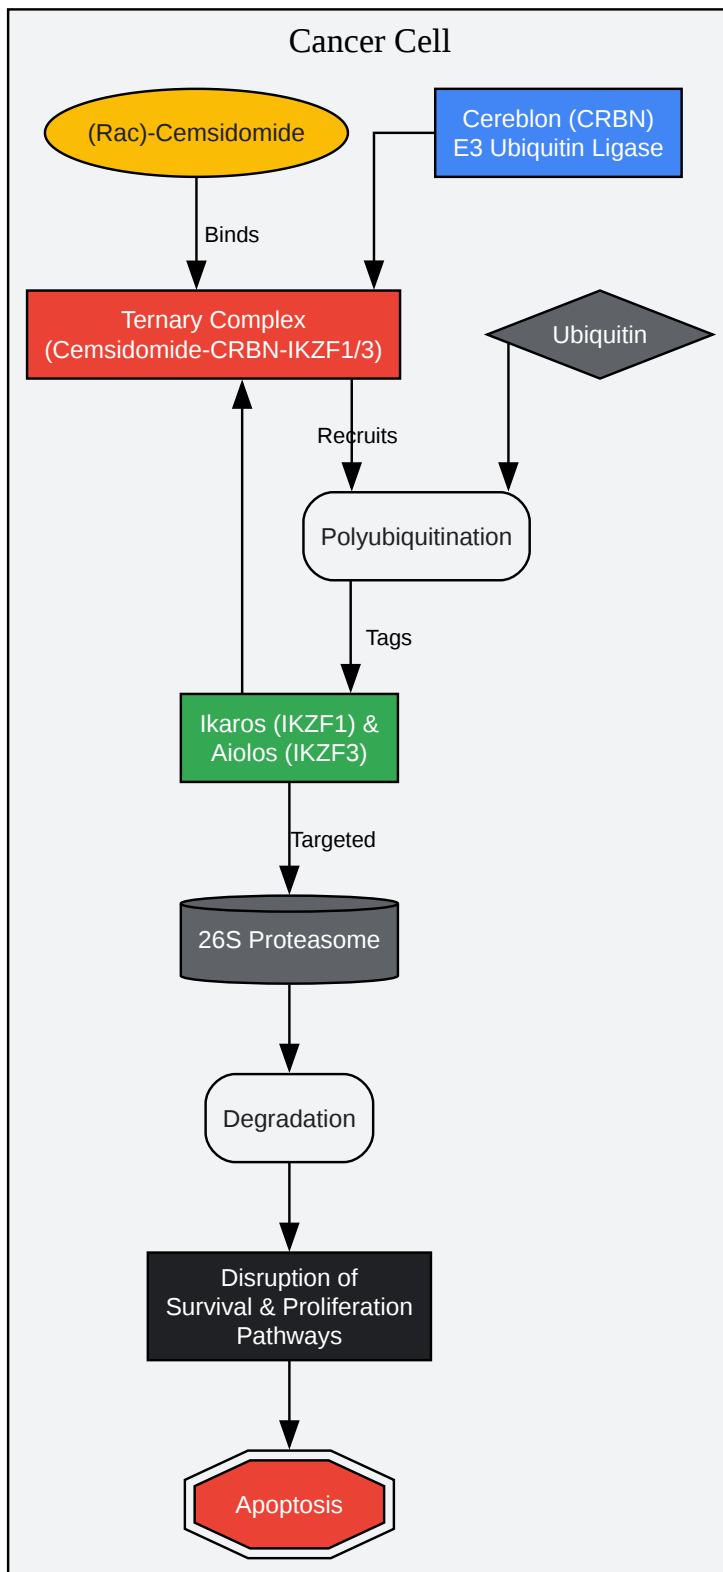 Cancer Cell
(Rac)-Cemsidomide
Cereblon (CRBN)
E3 Ubiquitin Ligase
Binds
Ternary Complex
(Cemsidomide-CRBN-IKZF1/3)
Ubiquitin
Recruits
Polyubiquitination
Tags
Ikaros (IKZF1) &
Aiolos (IKZF3)
Targeted
26S Proteasome
Degradation
Disruption of
Survival & Proliferation
Pathways
Apoptosis